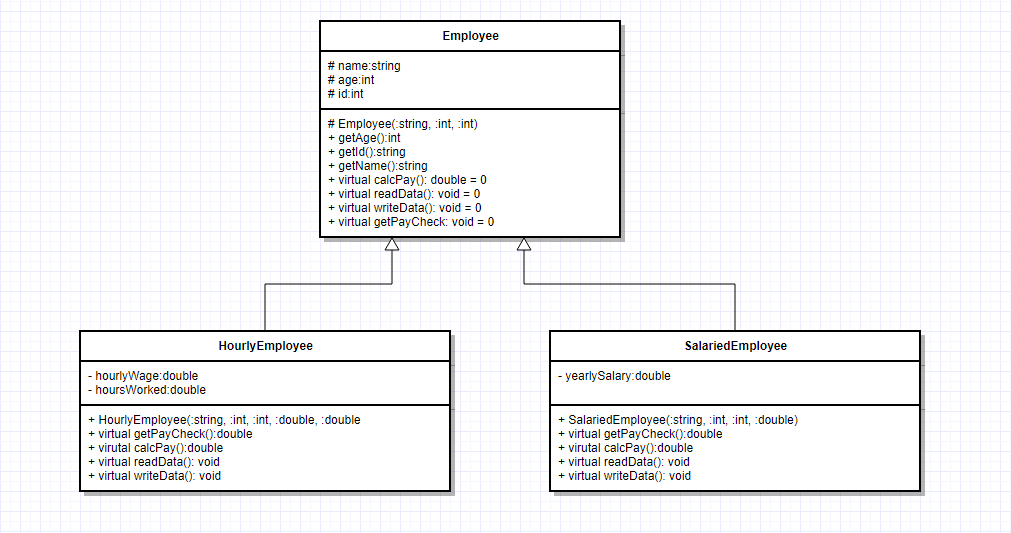 Employee
# name:string
# age:int
# id:int
# Employee(:string, :int, :int)
+ getAge():int
+ getId():string
+ getName():string
+ virtual calcPay(): double = 0
+ virtual readData(): void = 0
+ virtual writeData(): void = 0
+ virtual getPayCheck: void = 0
HourlyEmployee
- hourlyWage:double
- hoursWorked:double
+ HourlyEmployee(:string, :int, :int, :double, :double
+ virtual getPayCheck():double
+ virutal calcPay():double
+ virtual readData(): void
+ virtual writeData(): void
SalariedEmployee
- yearlySalary:double
+ SalariedEmployee(:string, :int, :int, :double)
+ virtual getPayCheck():double
+ virutal calcPay():double
+ virtual readData(): void
+ virtual writeData(): void